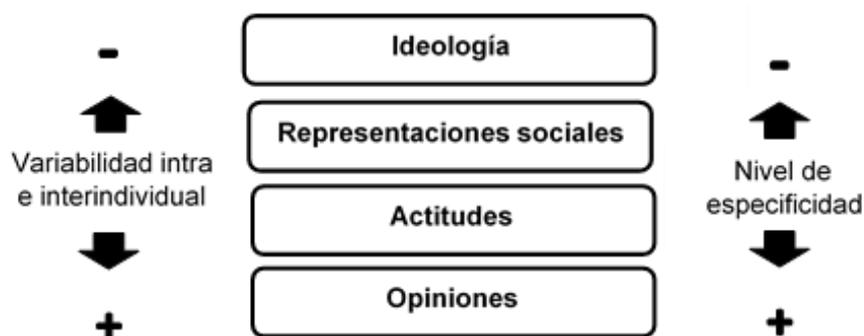 -
Ideología
-
Representaciones sociales
Variabilidad intra
e interindividual
Nivel de
especificidad
Actitudes
Opiniones
+
+